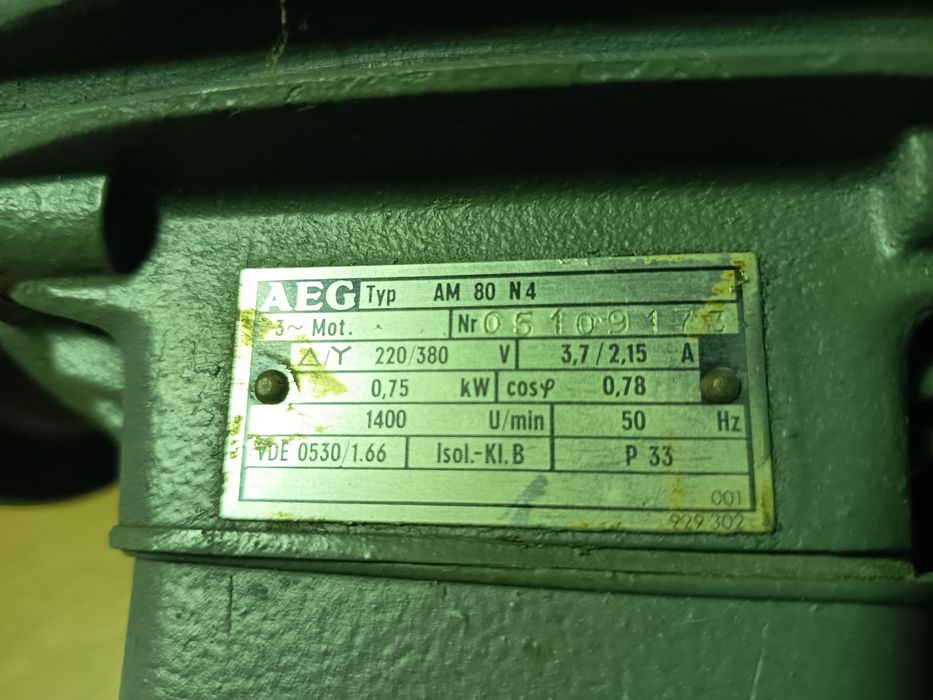 AEG Typ AM 80 N4
3~ Mot. Nr 05109173
Δ/Y 220/380 V 3,7/2,15 A
0,75 kW cosφ 0,78
1400 U/min 50 Hz
VDE 0530/1.66 Isol.-Kl.B P 33
001
929 302